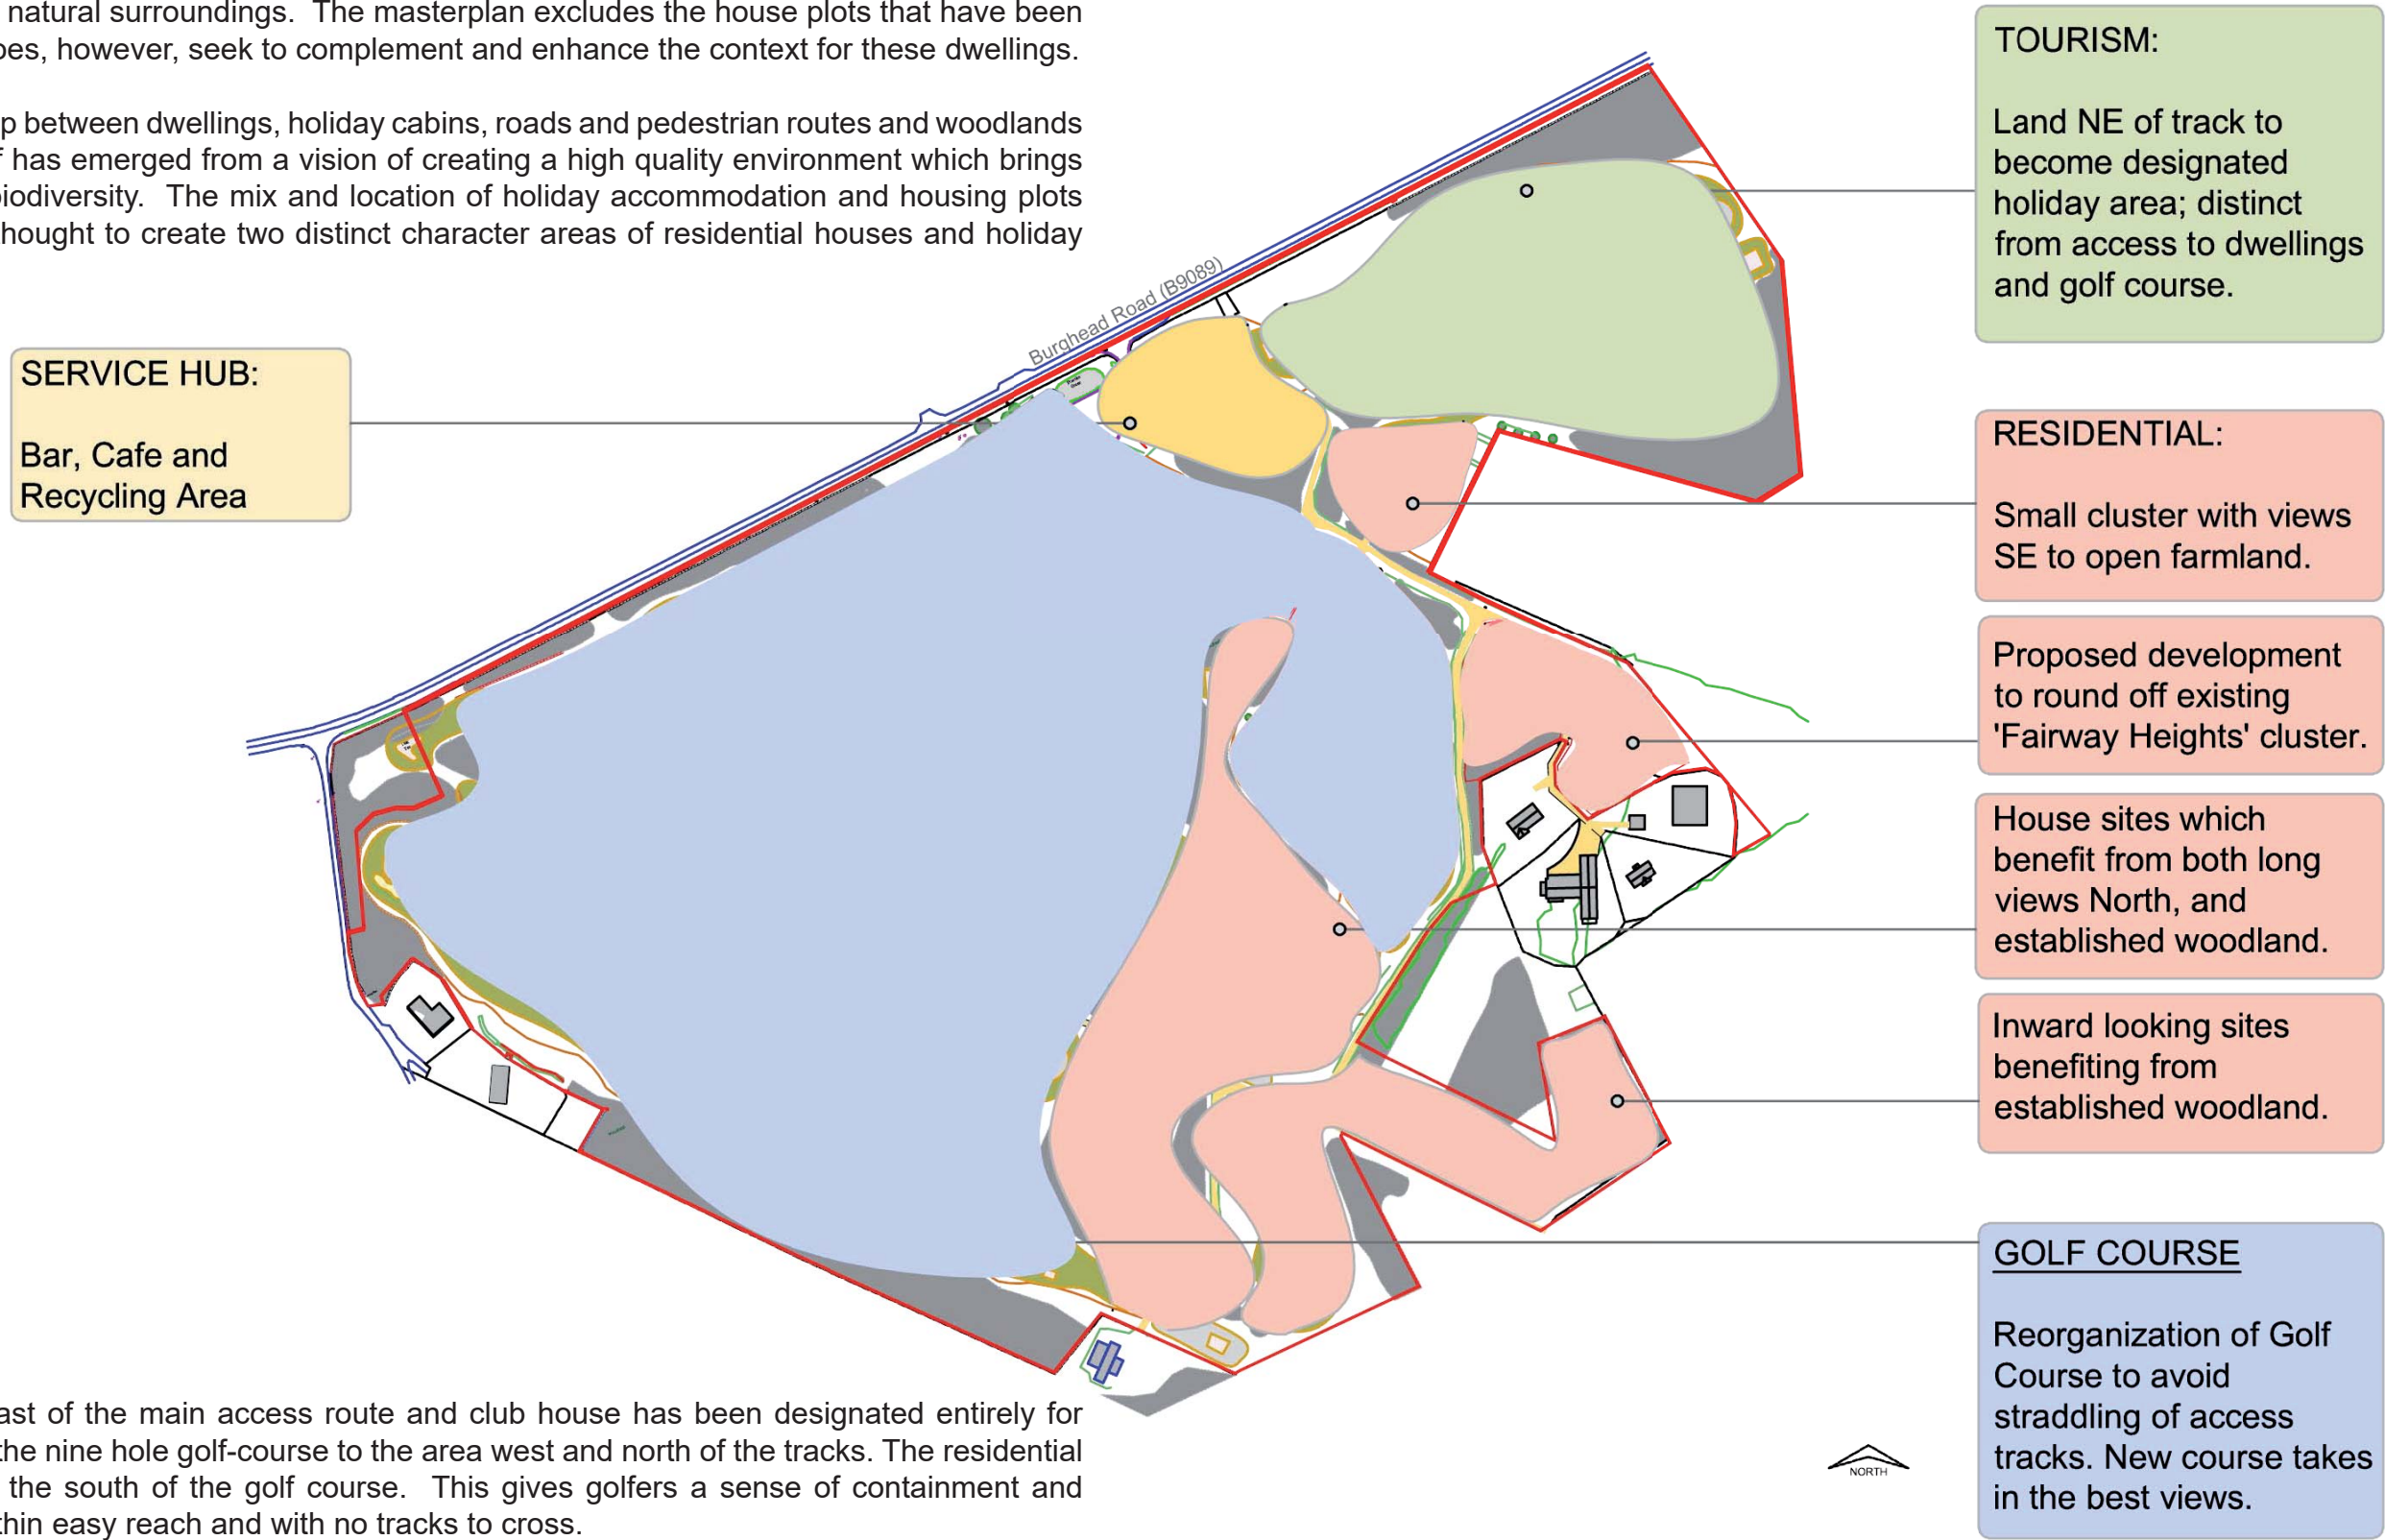 natural surroundings. The masterplan excludes the house plots that have been
oes, however, seek to complement and enhance the context for these dwellings.
p between dwellings, holiday cabins, roads and pedestrian routes and woodlands
f has emerged from a vision of creating a high quality environment which brings
biodiversity. The mix and location of holiday accommodation and housing plots
hought to create two distinct character areas of residential houses and holiday
SERVICE HUB:
Bar, Cafe and
Recycling Area
Burghead Road (B9089)
TOURISM:
Land NE of track to
become designated
holiday area; distinct
from access to dwellings
and golf course.
RESIDENTIAL:
Small cluster with views
SE to open farmland.
Proposed development
to round off existing
'Fairway Heights' cluster.
House sites which
benefit from both long
views North, and
established woodland.
Inward looking sites
benefiting from
established woodland.
GOLF COURSE
Reorganization of Golf
Course to avoid
straddling of access
tracks. New course takes
in the best views.
NORTH
ast of the main access route and club house has been designated entirely for
the nine hole golf-course to the area west and north of the tracks. The residential
the south of the golf course. This gives golfers a sense of containment and
thin easy reach and with no tracks to cross.